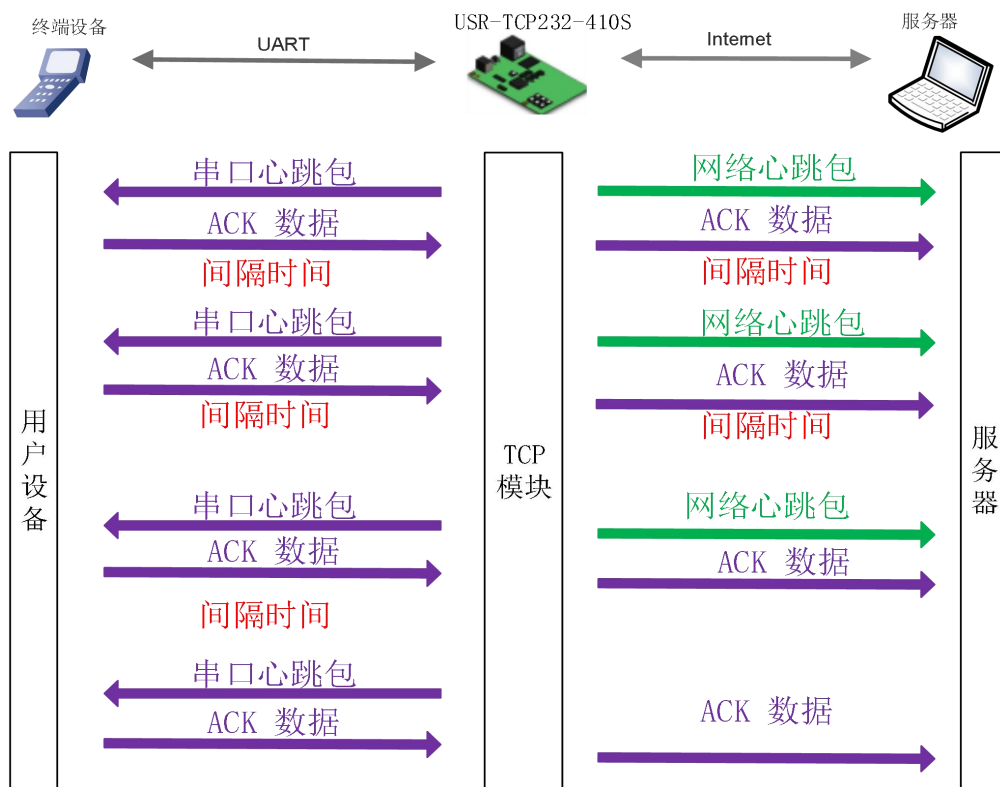 终端设备
UART
USR-TCP232-410S
Internet
服务器
串口心跳包
网络心跳包
ACK 数据
ACK 数据
间隔时间
间隔时间
串口心跳包
网络心跳包
ACK 数据
ACK 数据
间隔时间
间隔时间
用户设备
TCP
模块
服务器
串口心跳包
网络心跳包
ACK 数据
ACK 数据
间隔时间
串口心跳包
ACK 数据
ACK 数据